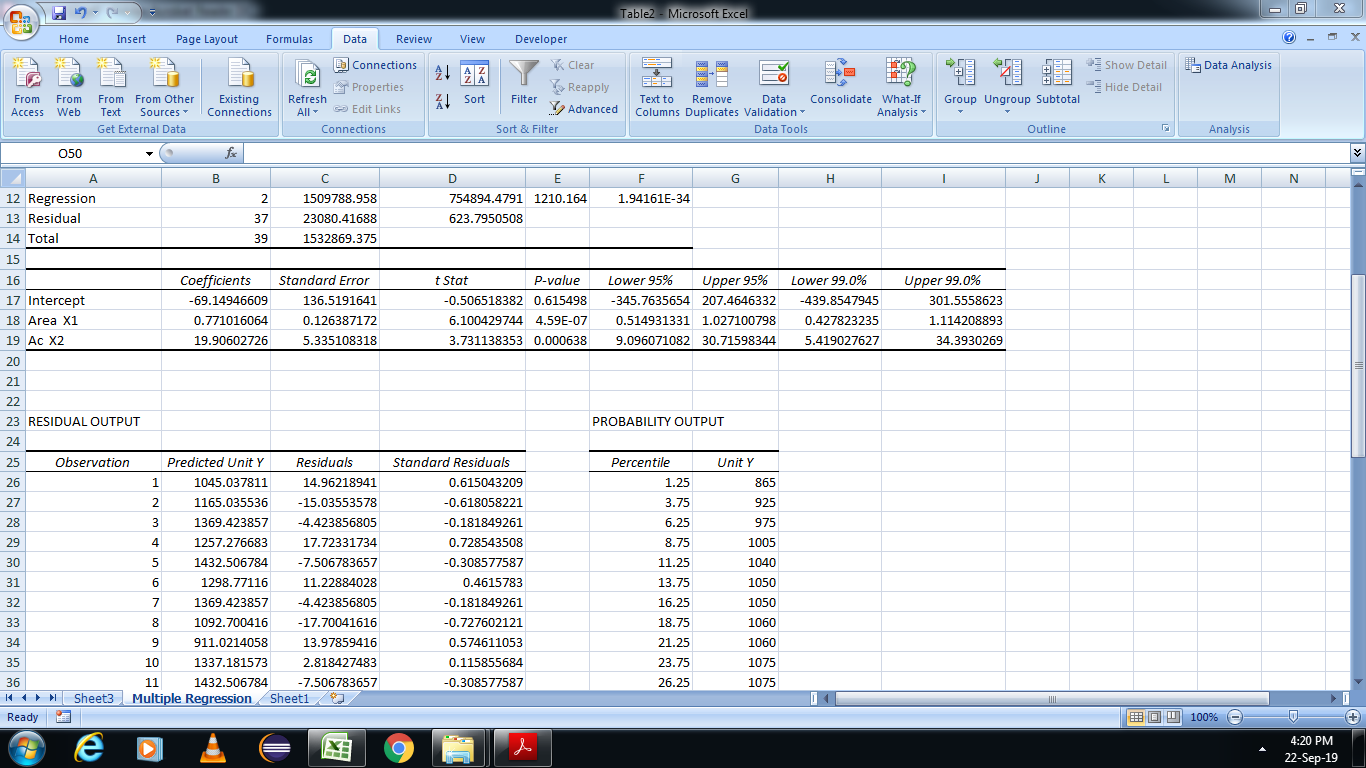 Table2 - Microsoft Excel
Home Insert Page Layout Formulas Data Review View Developer
From Access
From Web
From Text
From Other Sources
Existing Connections
Get External Data
Refresh All
Connections
Properties
Edit Links
Connections
Sort
Filter
Clear
Reapply
Advanced
Sort & Filter
Text to Columns
Remove Duplicates
Data Validation
Consolidate
What-If Analysis
Data Tools
Group
Ungroup
Subtotal
Show Detail
Hide Detail
Outline
Data Analysis
Analysis
O50 fx
A B C D E F G H I J K L M N
12 Regression 2 1509788.958 754894.4791 1210.164 1.94161E-34
13 Residual 37 23080.41688 623.7950508
14 Total 39 1532869.375
15
16 Coefficients Standard Error t Stat P-value Lower 95% Upper 95% Lower 99.0% Upper 99.0%
17 Intercept -69.14946609 136.5191641 -0.506518382 0.615498 -345.7635654 207.4646332 -439.8547945 301.5558623
18 Area X1 0.771016064 0.126387172 6.100429744 4.59E-07 0.514931331 1.027100798 0.427823235 1.114208893
19 Ac X2 19.90602726 5.335108318 3.731138353 0.000638 9.096071082 30.71598344 5.419027627 34.3930269
20
21
22
23 RESIDUAL OUTPUT PROBABILITY OUTPUT
24
25 Observation Predicted Unit Y Residuals Standard Residuals Percentile Unit Y
26 1 1045.037811 14.96218941 0.615043209 1.25 865
27 2 1165.035536 -15.03553578 -0.618058221 3.75 925
28 3 1369.423857 -4.423856805 -0.181849261 6.25 975
29 4 1257.276683 17.72331734 0.728543508 8.75 1005
30 5 1432.506784 -7.506783657 -0.308577587 11.25 1040
31 6 1298.77116 11.22884028 0.4615783 13.75 1050
32 7 1369.423857 -4.423856805 -0.181849261 16.25 1050
33 8 1092.700416 -17.70041616 -0.727602121 18.75 1060
34 9 911.0214058 13.97859416 0.574611053 21.25 1060
35 10 1337.181573 2.818427483 0.115855684 23.75 1075
36 11 1432.506784 -7.506783657 -0.308577587 26.25 1075
Sheet3 Multiple Regression Sheet1
Ready 100%
4:20 PM
22-Sep-19